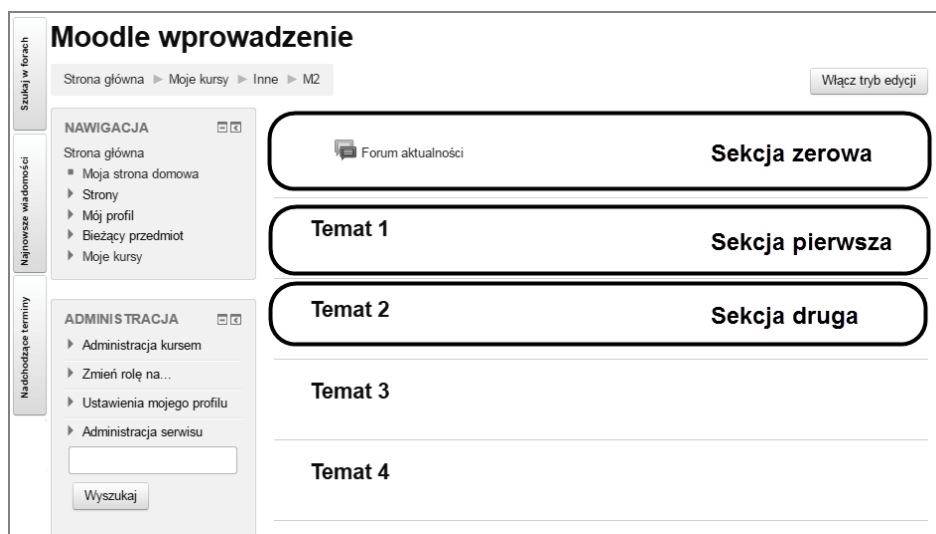 Moodle wprowadzenie
Strona główna ► Moje kursy ► Inne ► M2
Włącz tryb edycji
Szukaj w forach
Najnowsze wiadomości
Nadchodzące terminy
NAWIGACJA
Strona główna
Moja strona domowa
Strony
Mój profil
Bieżący przedmiot
Moje kursy
ADMINISTRACJA
Administracja kursem
Zmień rolę na...
Ustawienia mojego profilu
Administracja serwisu
Wyszukaj
Forum aktualności
Sekcja zerowa
Temat 1
Sekcja pierwsza
Temat 2
Sekcja druga
Temat 3
Temat 4